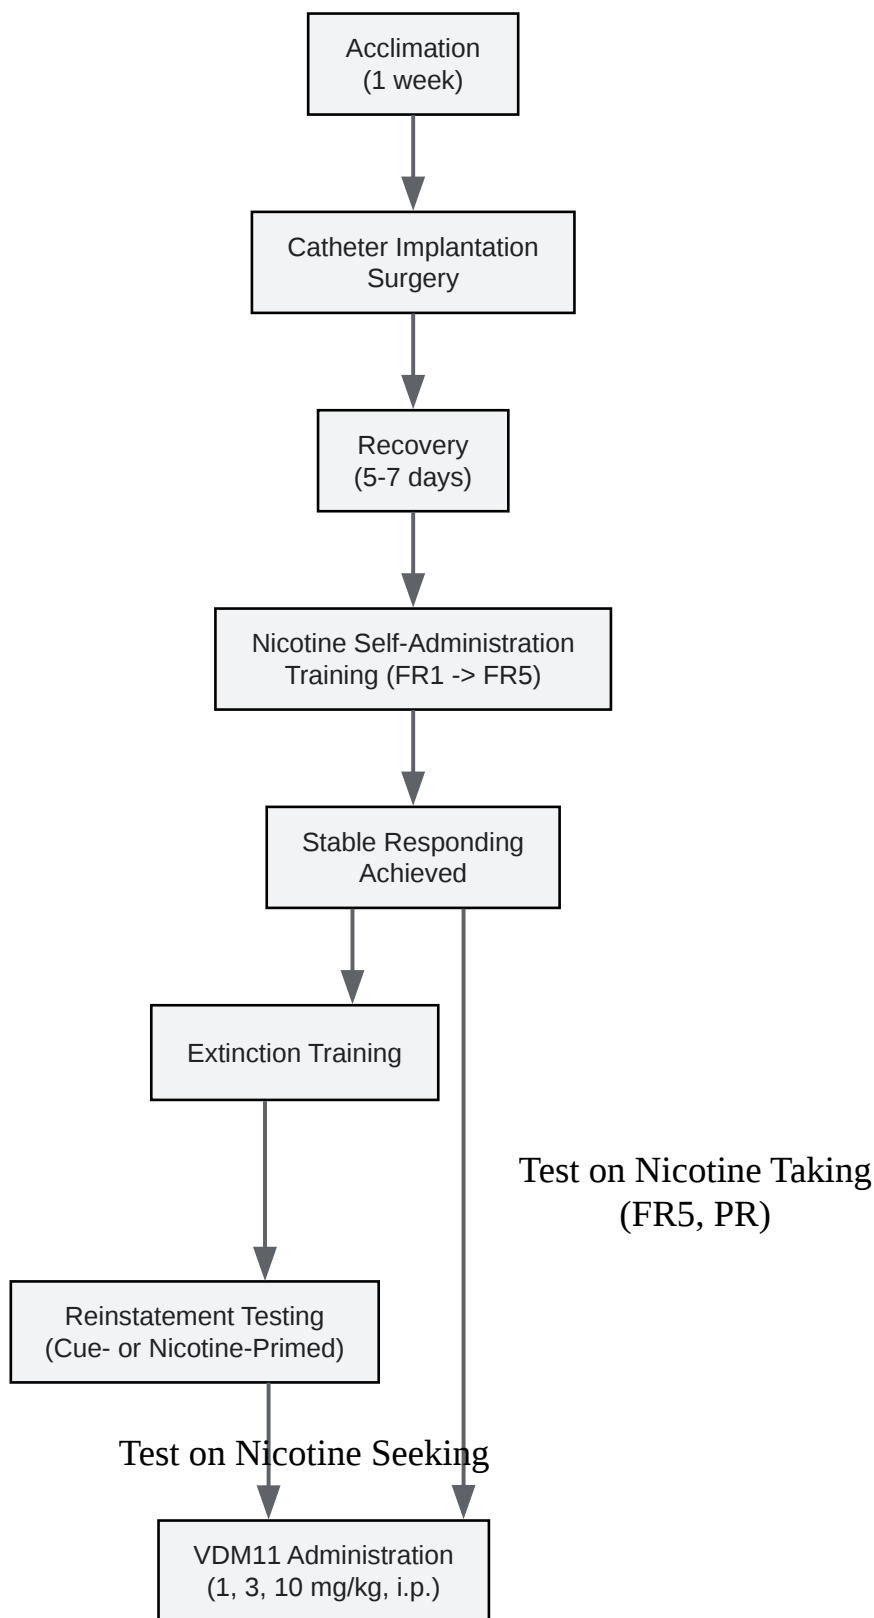 Acclimation
(1 week)
Catheter Implantation
Surgery
Recovery
(5-7 days)
Nicotine Self-Administration
Training (FR1 -> FR5)
Stable Responding
Achieved
Extinction Training
Test on Nicotine Taking
(FR5, PR)
Reinstatement Testing
(Cue- or Nicotine-Primed)
Test on Nicotine Seeking
VDM11 Administration
(1, 3, 10 mg/kg, i.p.)